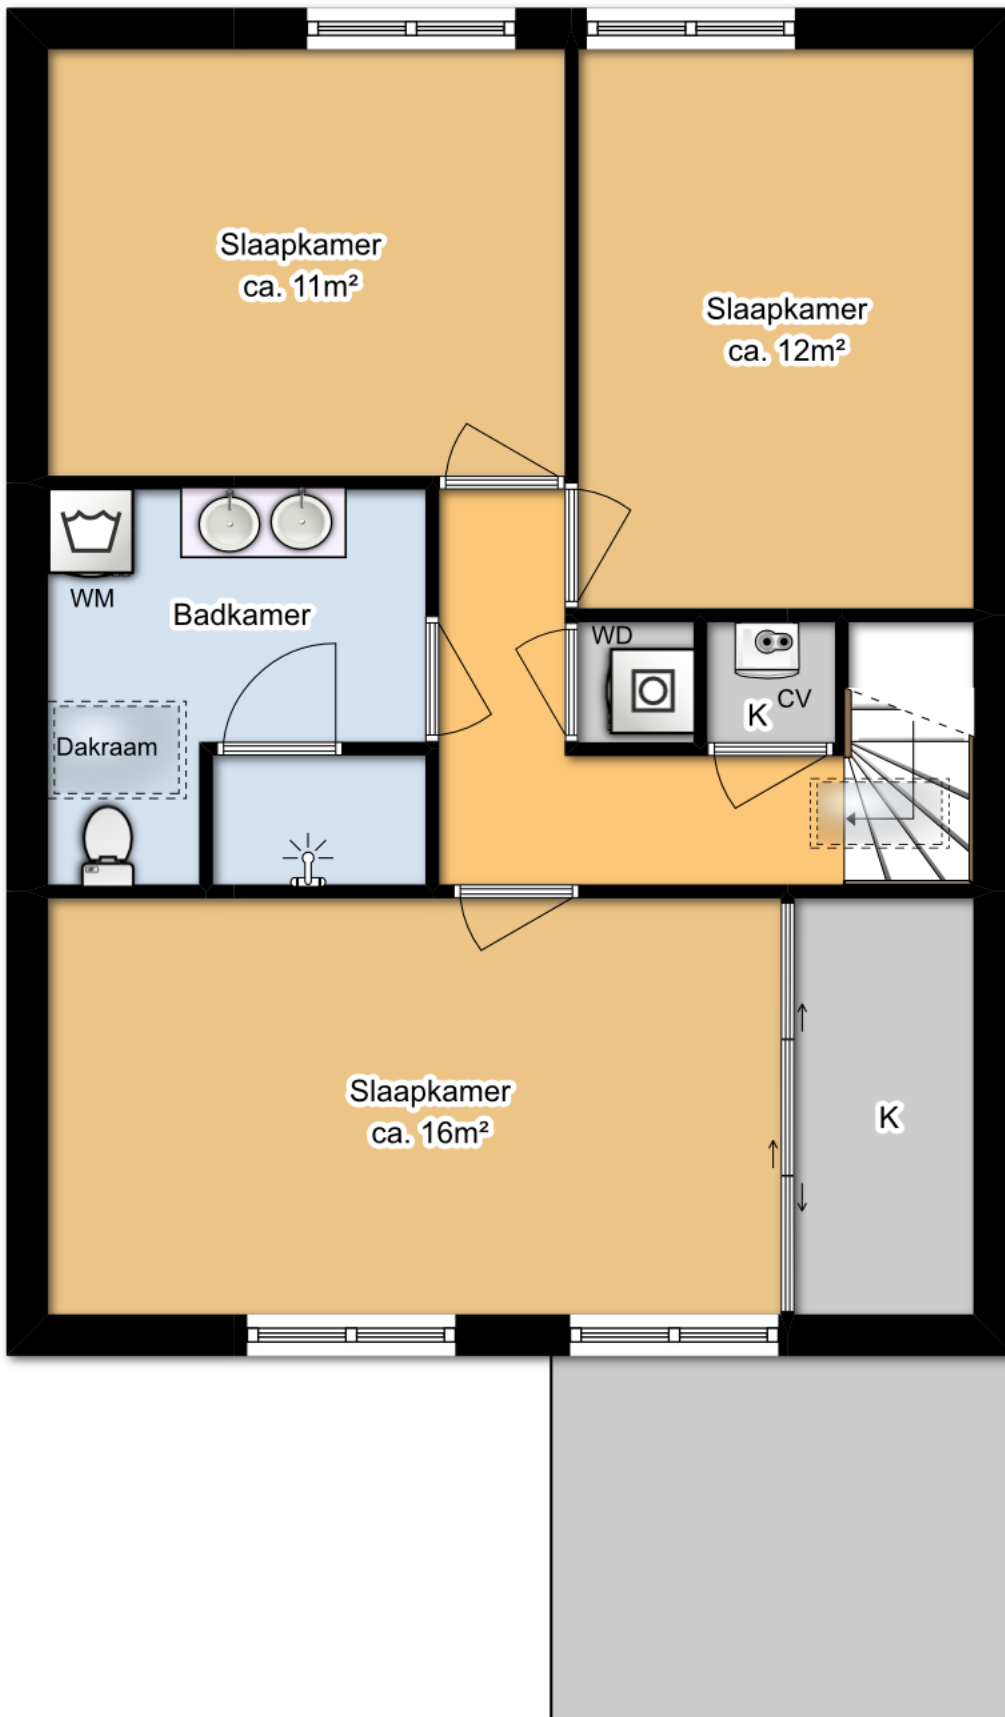 Slaapkamer
ca. 11m²
Slaapkamer
ca. 12m²
WM
Badkamer
WD
K
CV
Dakraam
Slaapkamer
ca. 16m²
K